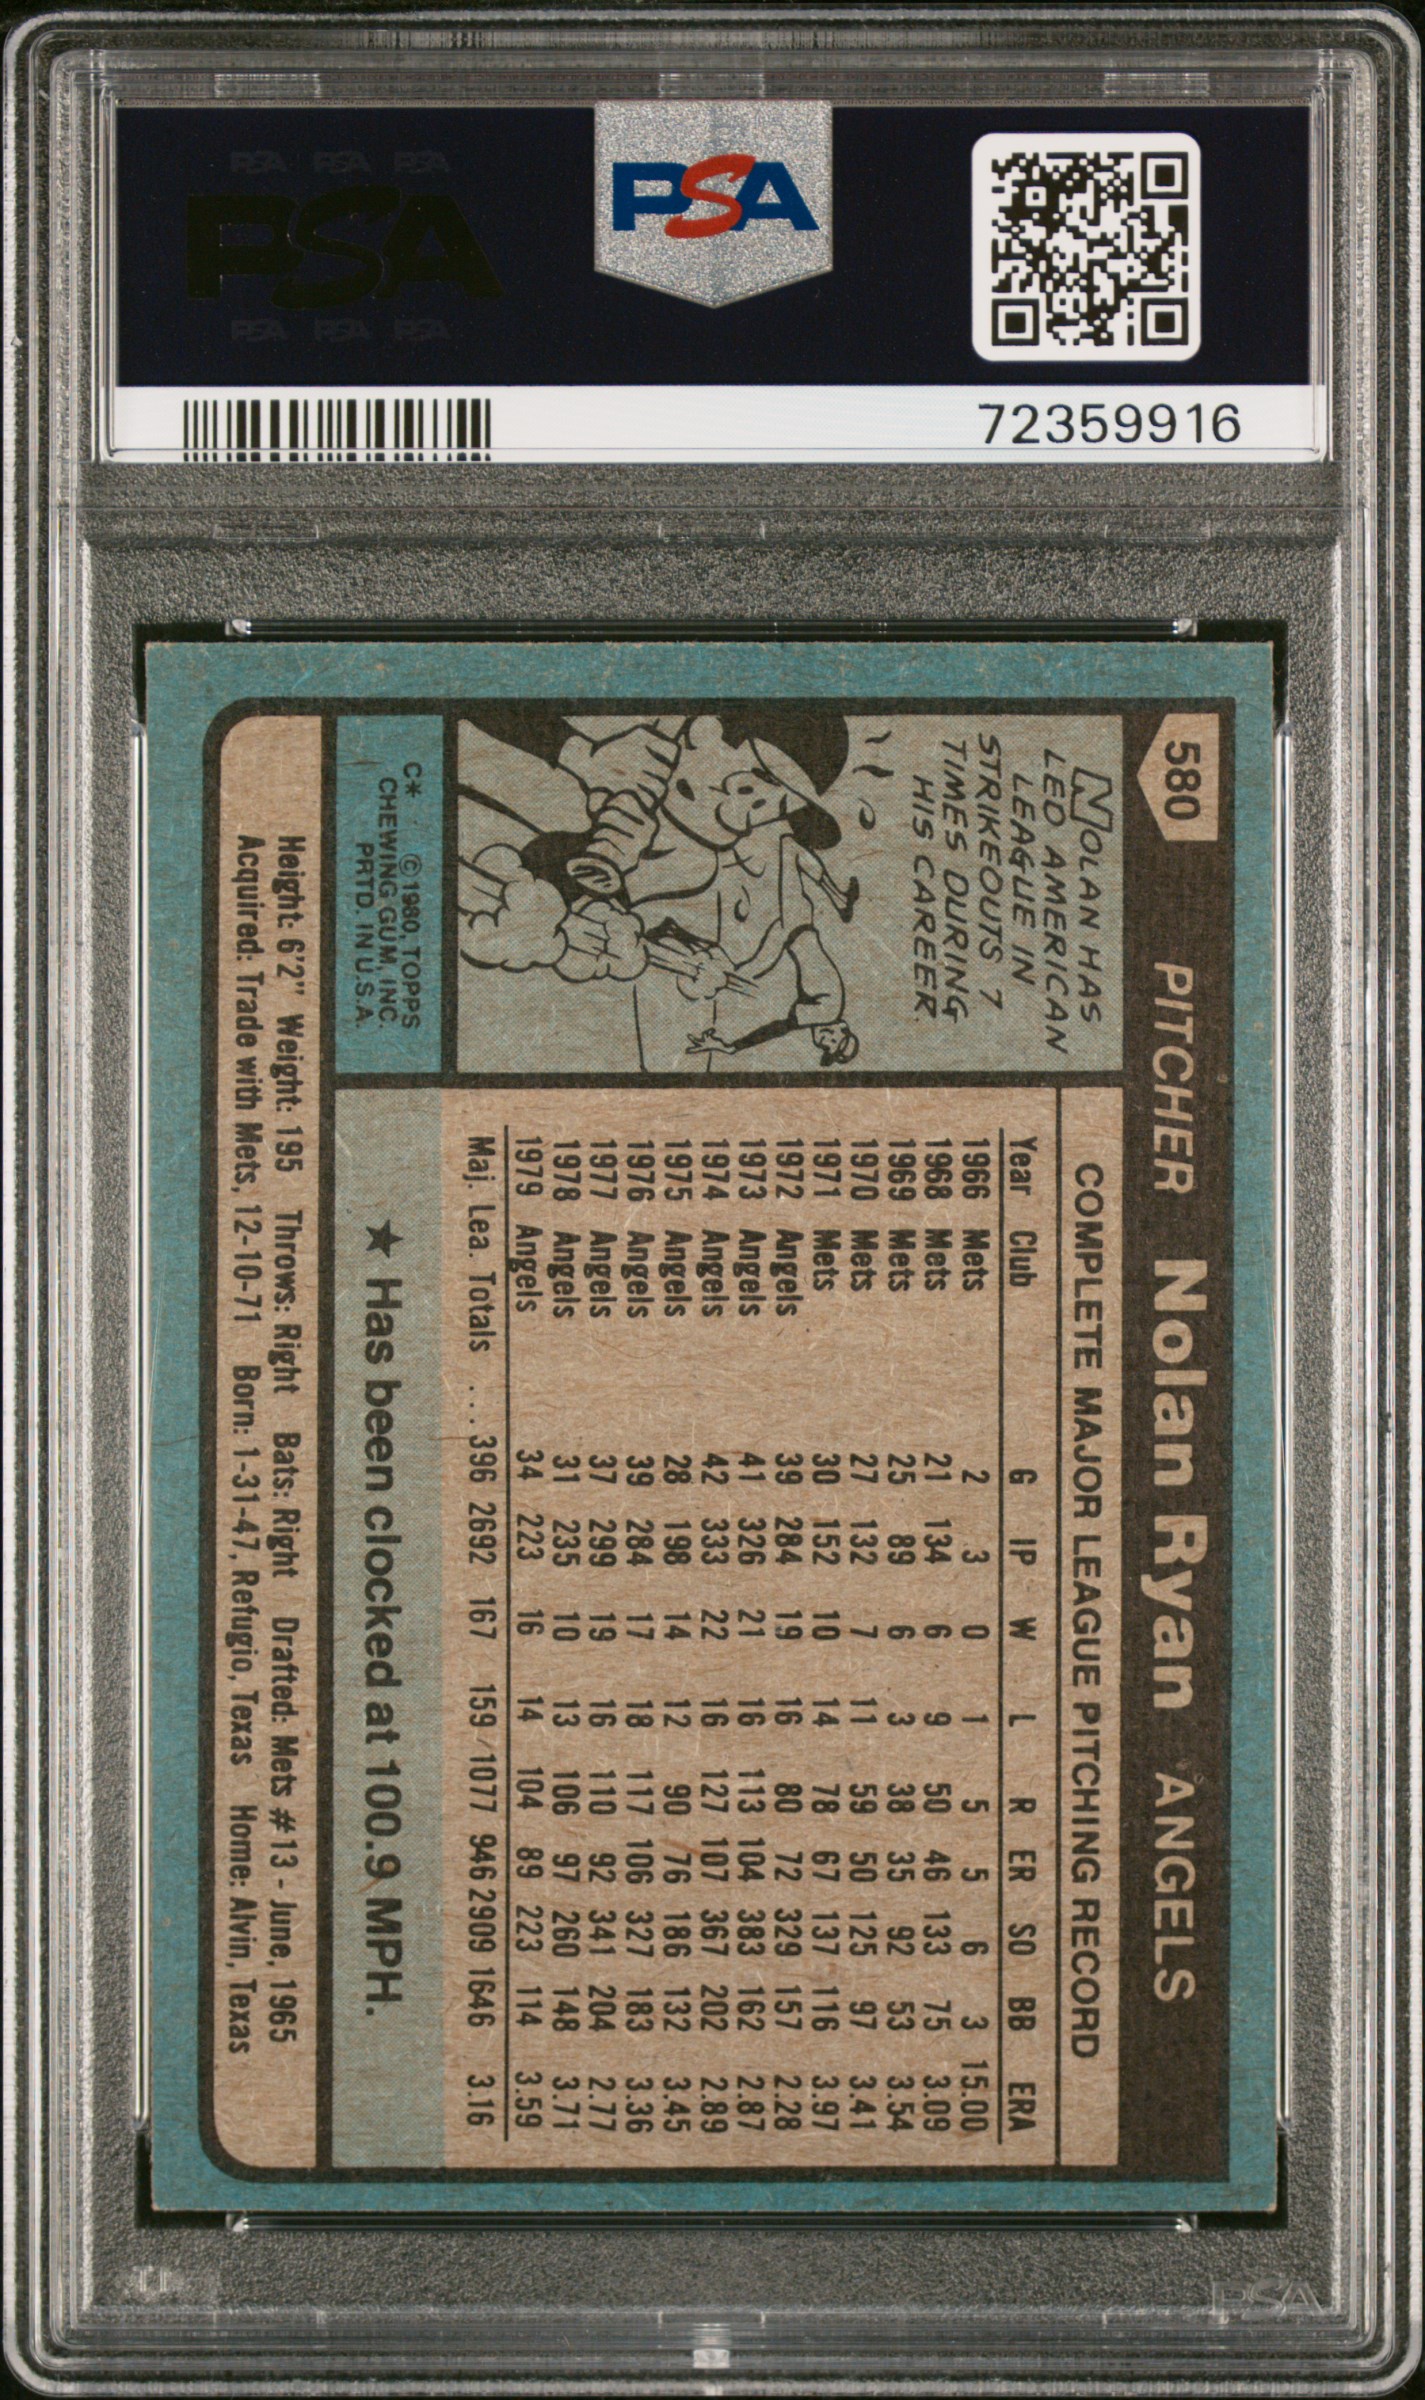 PSA PSA PSA
PSA
PSA PSA PSA
PSA
72359916
580 PITCHER Nolan Ryan ANGELS
NOLAN HAS
LED AMERICAN
LEAGUE IN
STRIKEOUTS 7
TIMES DURING
HIS CAREER.
C* ©1980, TOPPS
CHEWING GUM, INC.
PRTD. IN U.S.A.
COMPLETE MAJOR LEAGUE PITCHING RECORD
Year Club G IP W L R ER SO BB ERA
1966 Mets 2 3 0 1 5 5 6 3 15.00
1968 Mets 21 134 6 9 50 46 133 75 3.09
1969 Mets 25 89 6 3 38 35 92 53 3.54
1970 Mets 27 132 7 11 59 50 125 97 3.41
1971 Mets 30 152 10 14 78 67 137 116 3.97
1972 Angels 39 284 19 16 80 72 329 157 2.28
1973 Angels 41 326 21 16 113 104 383 162 2.87
1974 Angels 42 333 22 16 127 107 367 202 2.89
1975 Angels 28 198 14 12 90 76 186 132 3.45
1976 Angels 39 284 17 18 117 106 327 183 3.36
1977 Angels 37 299 19 16 110 92 341 204 2.77
1978 Angels 31 235 10 13 106 97 260 148 3.71
1979 Angels 34 223 16 14 104 89 223 114 3.59
Maj. Lea. Totals ....396 2692 167 159 1077 946 2909 1646 3.16
★ Has been clocked at 100.9 MPH.
Height: 6'2" Weight: 195 Throws: Right Bats: Right Drafted: Mets #13 - June, 1965
Acquired: Trade with Mets, 12-10-71 Born: 1-31-47, Refugio, Texas Home: Alvin, Texas
PSA